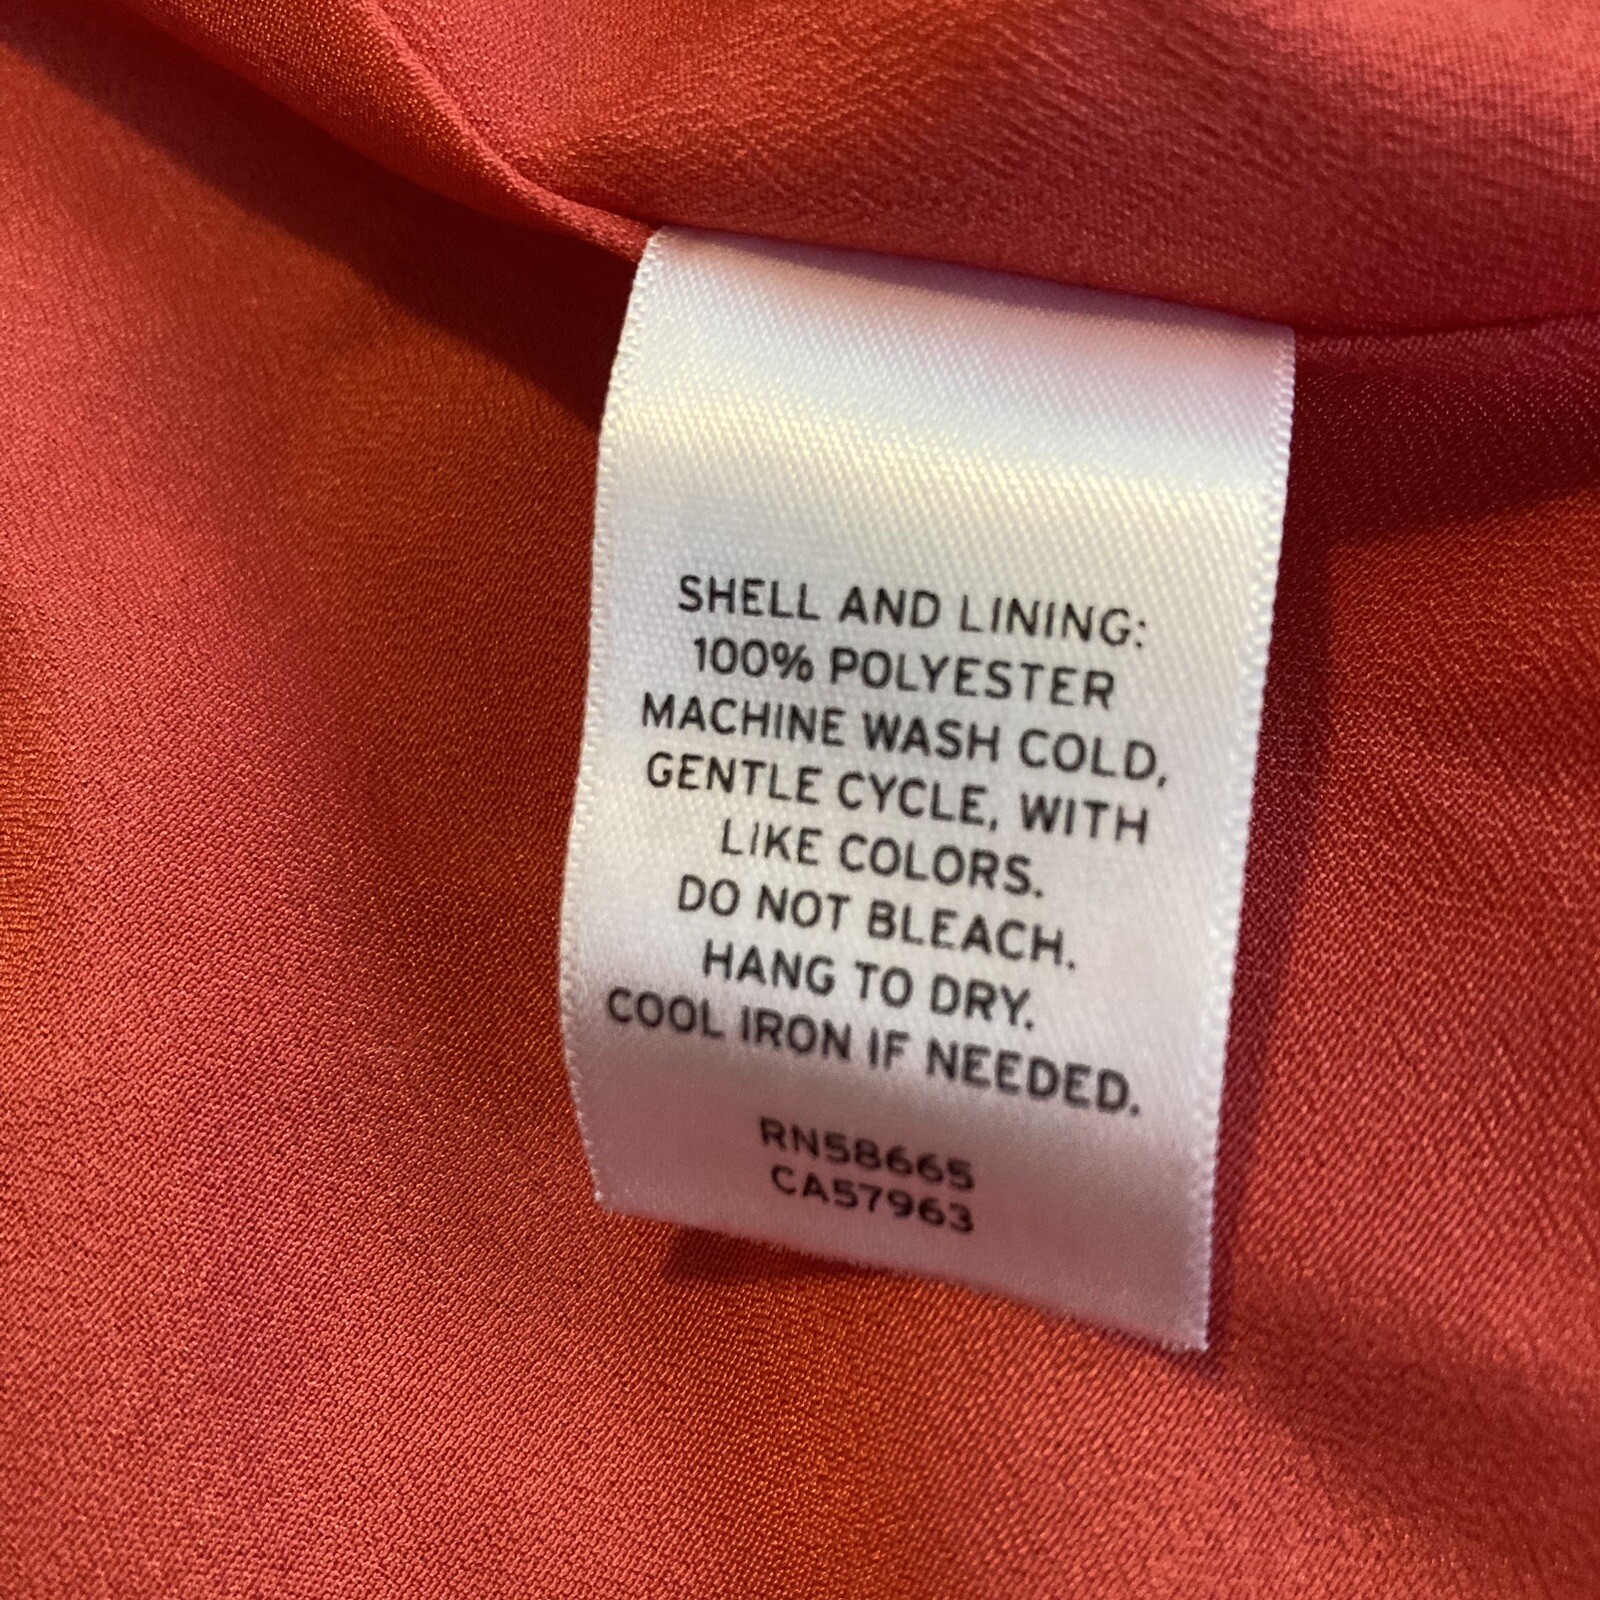 SHELL AND LINING:
100% POLYESTER
MACHINE WASH COLD,
GENTLE CYCLE, WITH
LIKE COLORS.
DO NOT BLEACH.
HANG TO DRY.
COOL IRON IF NEEDED.
RN58665
CA57963